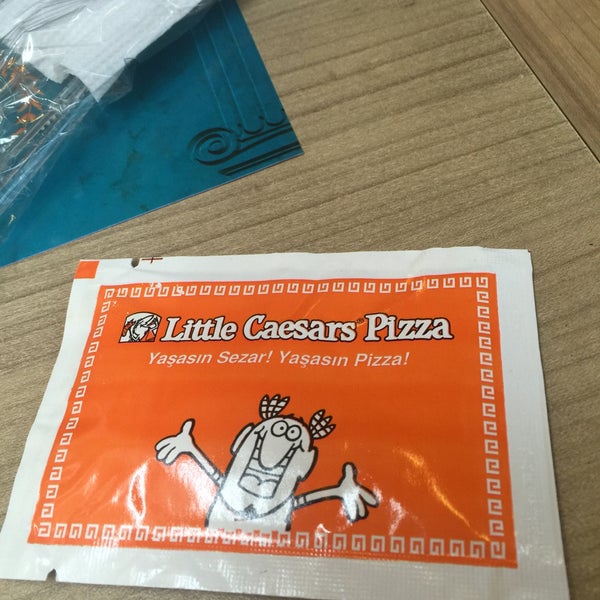 Little Caesars® Pizza
Yaşasın Sezar! Yaşasın Pizza!